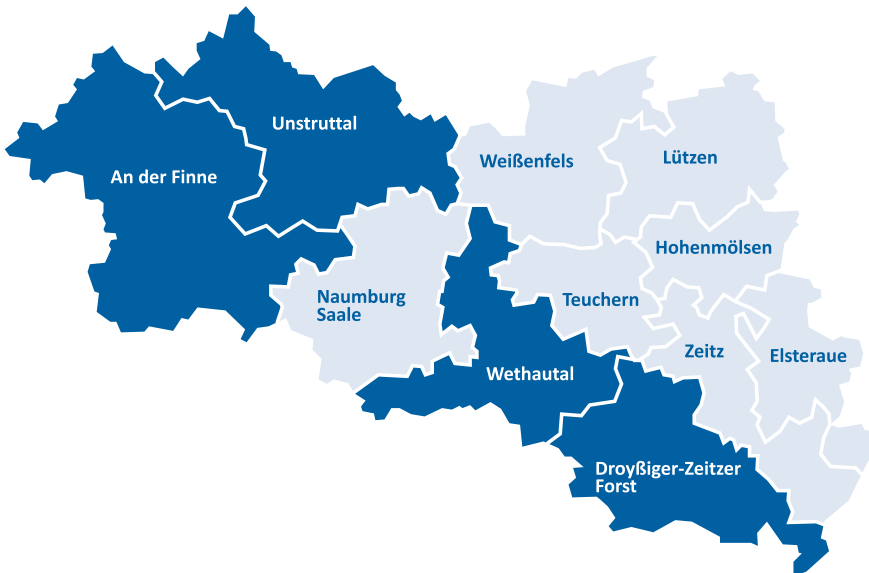 Unstruttal
An der Finne
Weißenfels
Lützen
Hohenmölsen
Naumburg
Saale
Teuchern
Zeitz
Elsteraue
Wethautal
Droyßiger-Zeitzer
Forst